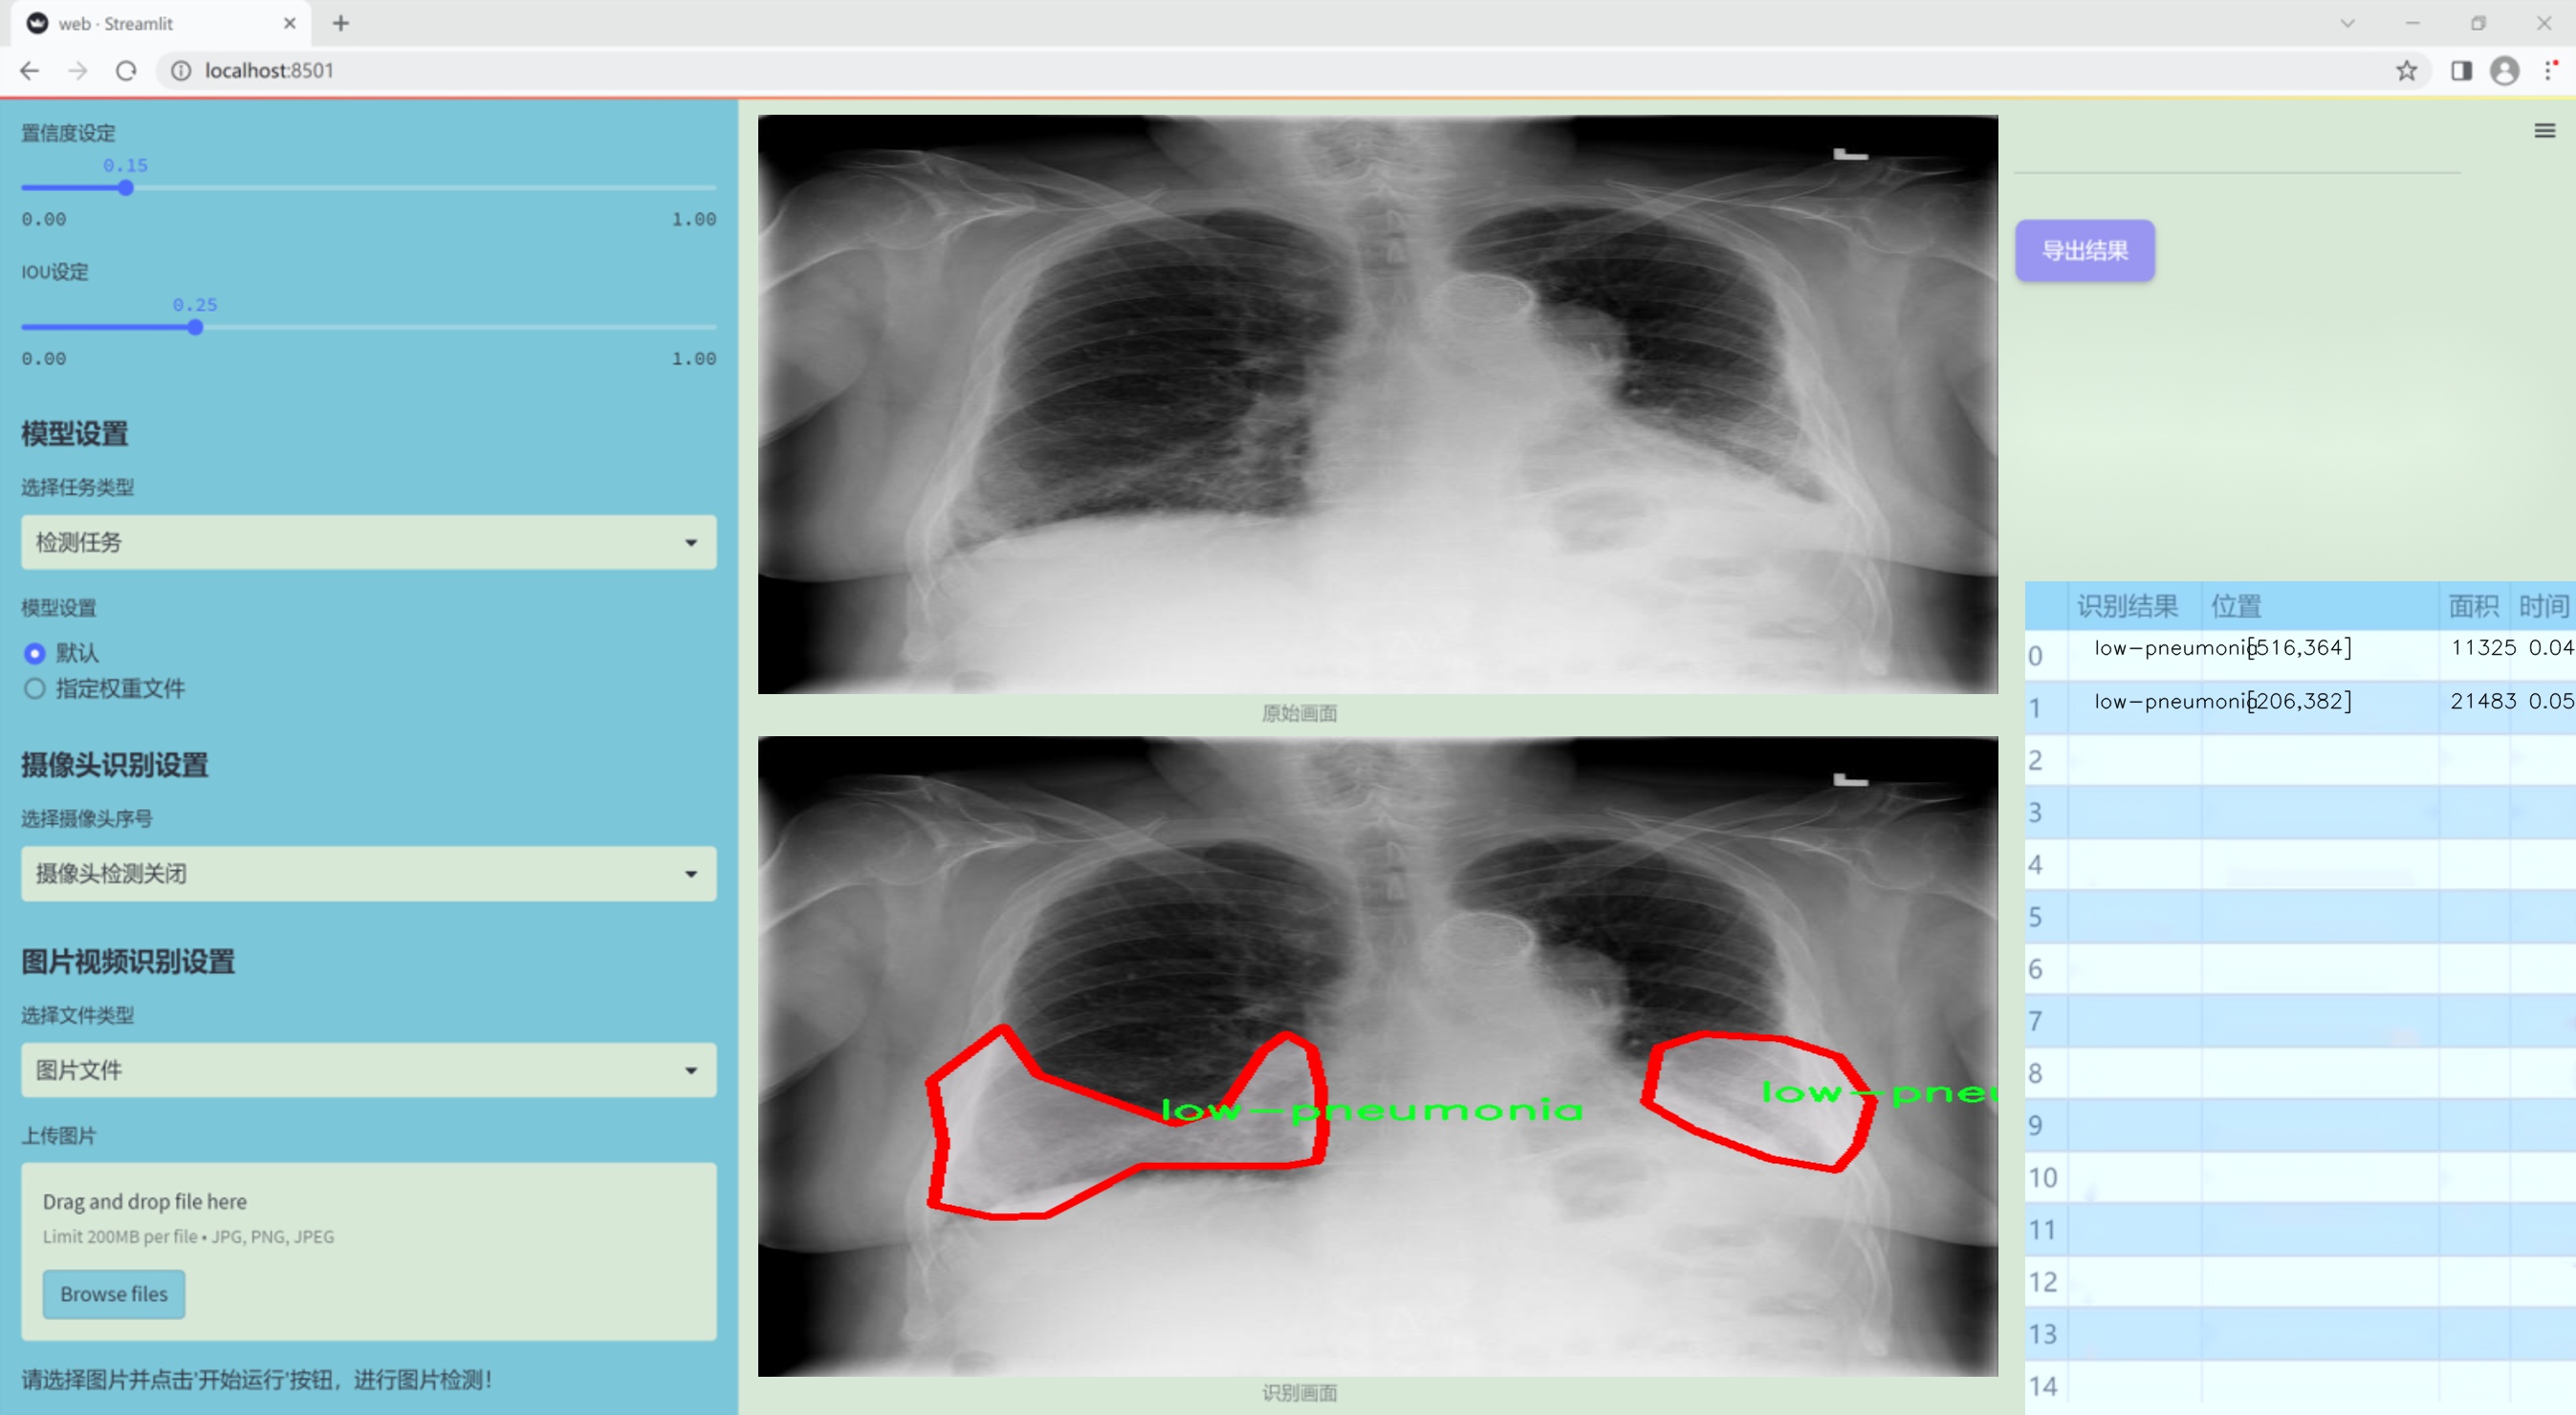 web · Streamlit
localhost:8501
置信度设定
0.15
0.00 1.00
IOU设定
0.25
0.00 1.00
模型设置
选择任务类型
检测任务
模型设置
默认
指定权重文件
摄像头识别设置
选择摄像头序号
摄像头检测关闭
图片视频识别设置
选择文件类型
图片文件
上传图片
Drag and drop file here
Limit 200MB per file • JPG, PNG, JPEG
Browse files
请选择图片并点击'开始运行'按钮，进行图片检测！
原始画面
low-pneumonia
low-pneu
识别画面
导出结果
识别结果 位置 面积 时间
0 low-pneumonia [516,364] 11325 0.04
1 low-pneumonia [206,382] 21483 0.05
2
3
4
5
6
7
8
9
10
11
12
13
14